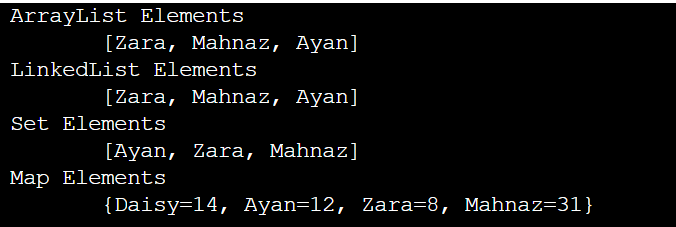 ArrayList Elements
[Zara, Mahnaz, Ayan]
LinkedList Elements
[Zara, Mahnaz, Ayan]
Set Elements
[Ayan, Zara, Mahnaz]
Map Elements
{Daisy=14, Ayan=12, Zara=8, Mahnaz=31}